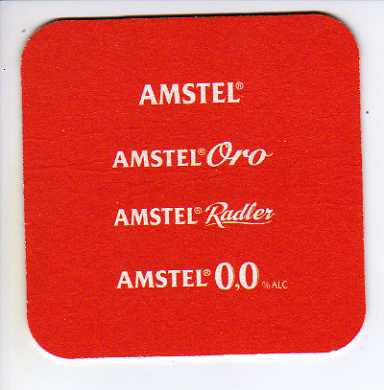 AMSTEL®
AMSTEL® Oro
AMSTEL® Radler
AMSTEL® 0,0 % ALC